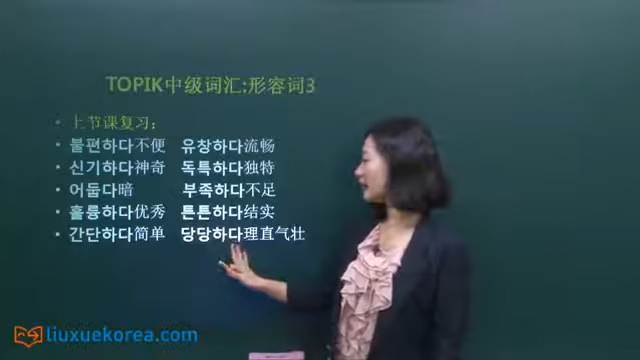 TOPIK中级词汇:形容词3
• 上节课复习：
• 불편하다不便 유창하다流畅
• 신기하다神奇 독특하다独特
• 어둡다暗 부족하다不足
• 훌륭하다优秀 튼튼하다结实
• 간단하다简单 당당하다理直气壮
liuxuekorea.com